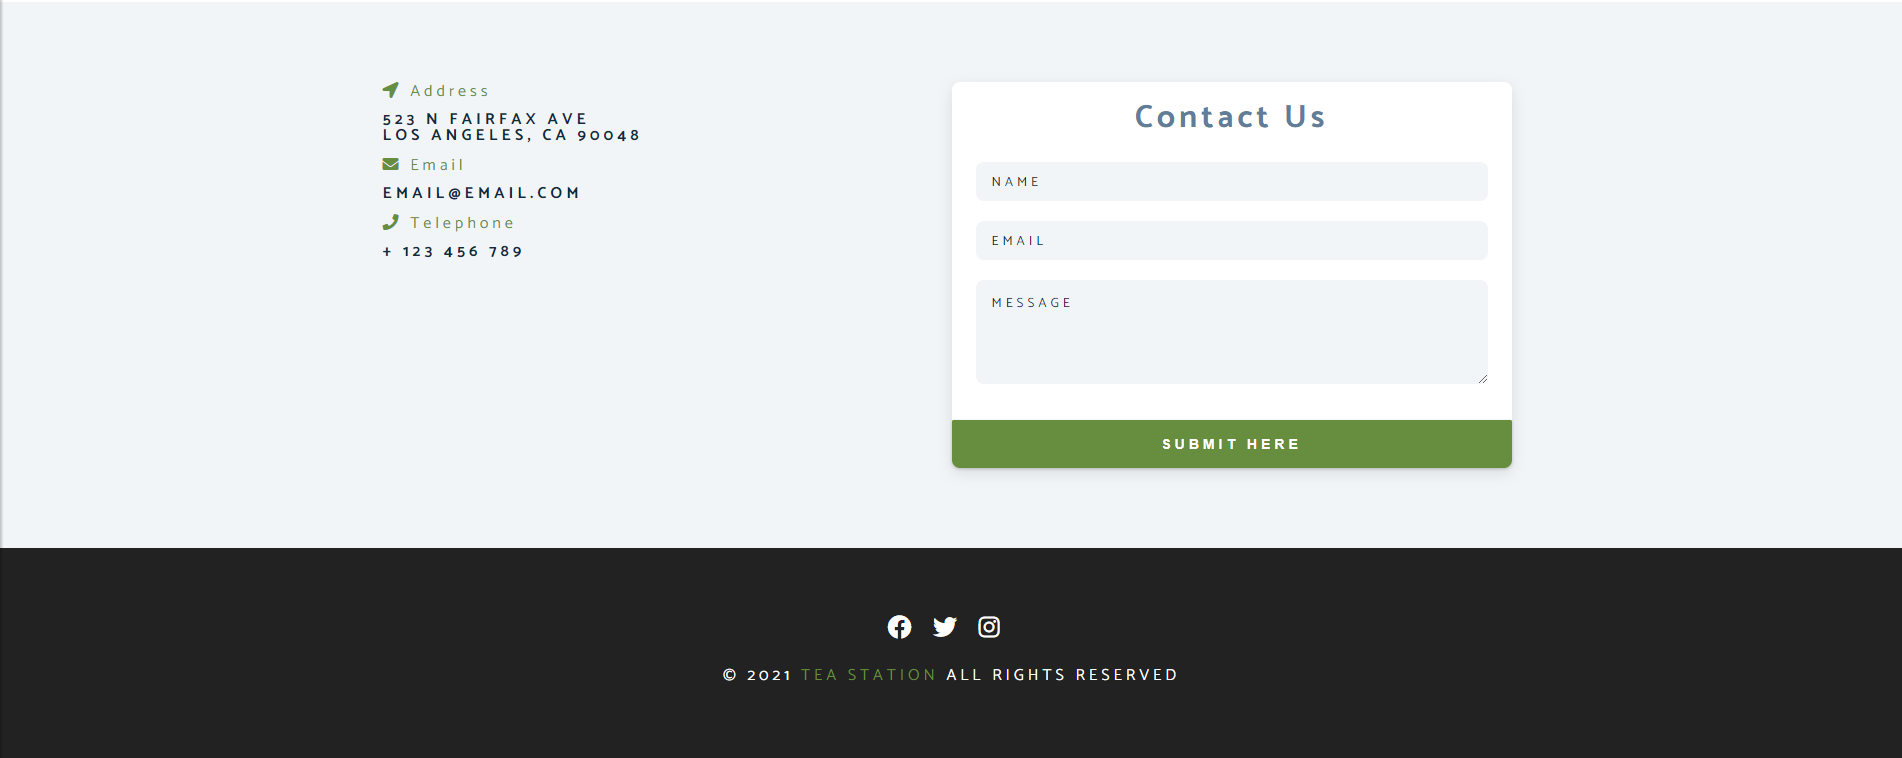 Address
523 N FAIRFAX AVE
LOS ANGELES, CA 90048
Email
EMAIL@EMAIL.COM
Telephone
+ 123 456 789
Contact Us
NAME
EMAIL
MESSAGE
SUBMIT HERE
© 2021 TEA STATION ALL RIGHTS RESERVED